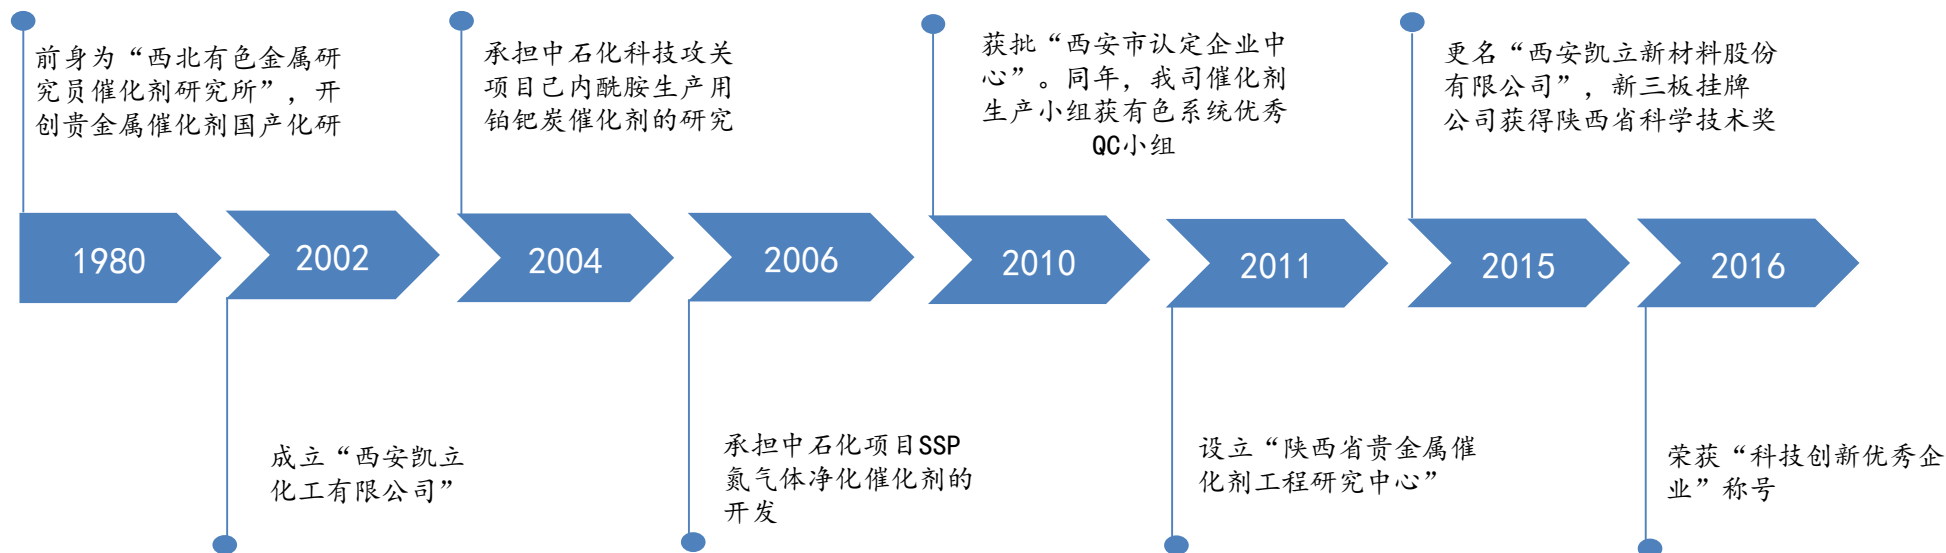 前身为“西北有色金属研
究员催化剂研究所”，开
创贵金属催化剂国产化研
承担中石化科技攻关
项目己内酰胺生产用
铂钯炭催化剂的研究
获批“西安市认定企业中
心”。同年，我司催化剂
生产小组获有色系统优秀
QC小组
更名“西安凯立新材料股份
有限公司”，新三板挂牌
公司获得陕西省科学技术奖
1980
2002
2004
2006
2010
2011
2015
2016
成立“西安凯立
化工有限公司”
承担中石化项目SSP
氮气体净化催化剂的
开发
设立“陕西省贵金属催
化剂工程研究中心”
荣获“科技创新优秀企
业”称号